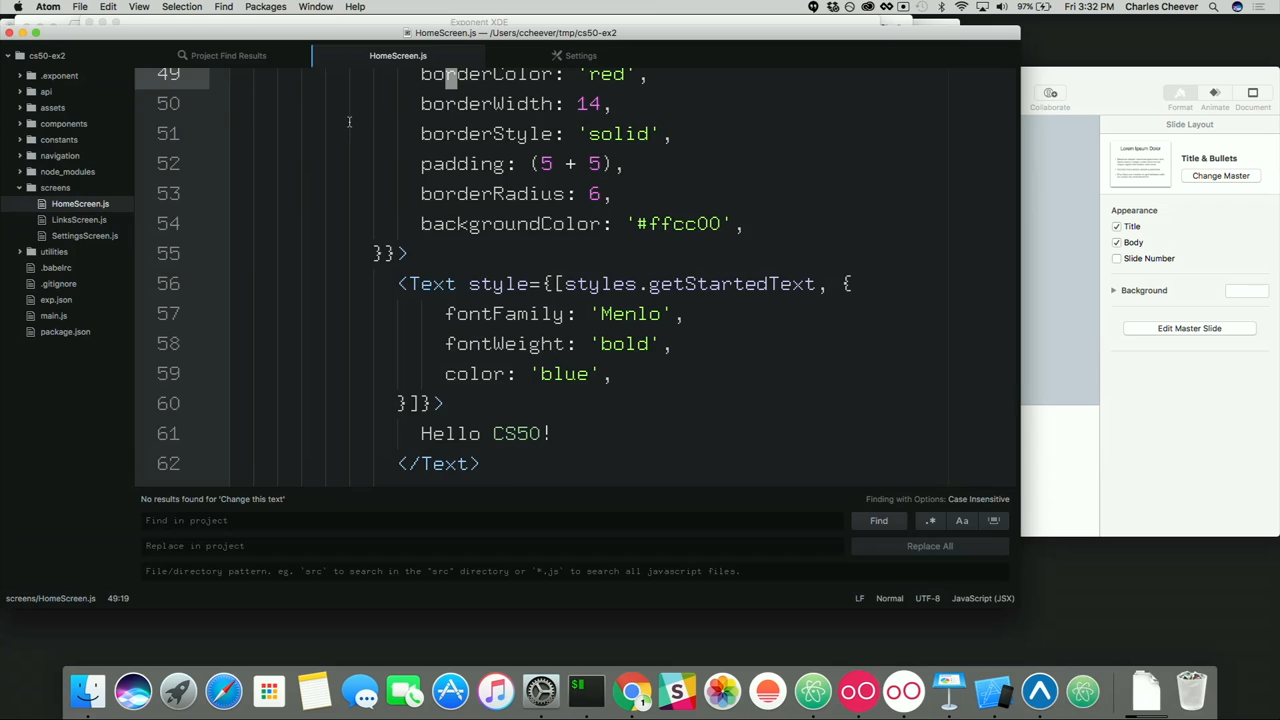 Atom File Edit View Selection Find Packages Window Help 97% Fri 3:32 PM Charles Cheever
Exponent XDE
HomeScreen.js — /Users/ccheever/tmp/cs50-ex2
cs50-ex2
Project Find Results
HomeScreen.js
Settings
.exponent
api
assets
components
constants
navigation
node_modules
screens
HomeScreen.js
LinksScreen.js
SettingsScreen.js
utilities
.babelrc
.gitignore
exp.json
main.js
package.json
49 borderColor: 'red',
50 borderWidth: 14,
51 borderStyle: 'solid',
52 padding: (5 + 5),
53 borderRadius: 6,
54 backgroundColor: '#ffcc00',
55 }}>
56 <Text style={[styles.getStartedText, {
57 fontFamily: 'Menlo',
58 fontWeight: 'bold',
59 color: 'blue',
60 }]}>
61 Hello CS50!
62 </Text>
No results found for 'Change this text'
Finding with Options: Case Insensitive
Find in project
Find
.*
Aa
Replace in project
Replace All
File/directory pattern. eg. `src` to search in the "src" directory or `*.js` to search all javascript files.
screens/HomeScreen.js 49:19
LF Normal UTF-8 JavaScript (JSX)
Collaborate
Format Animate Document
Slide Layout
Lorem Ipsum Dolor
Title & Bullets
Change Master
Appearance
Title
Body
Slide Number
Background
Edit Master Slide